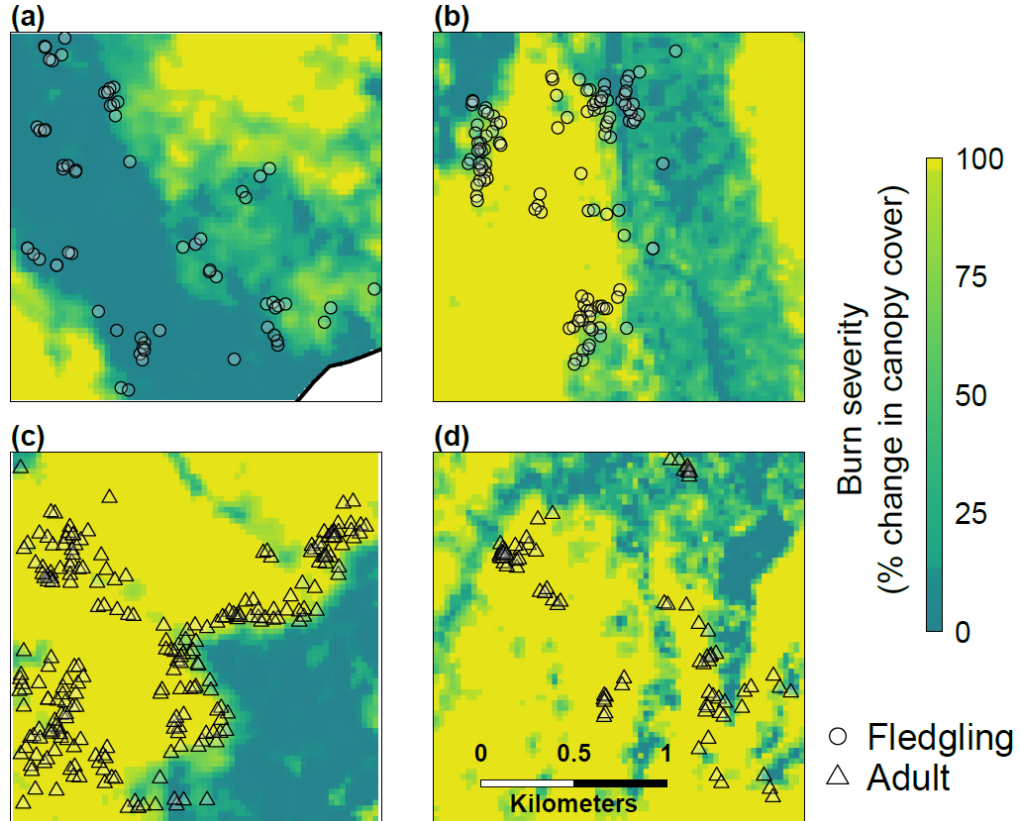 (a)
(b)
100
75
50
25
0
Burn severity
(% change in canopy cover)
(c)
(d)
0 0.5 1
Kilometers
Fledgling
Adult